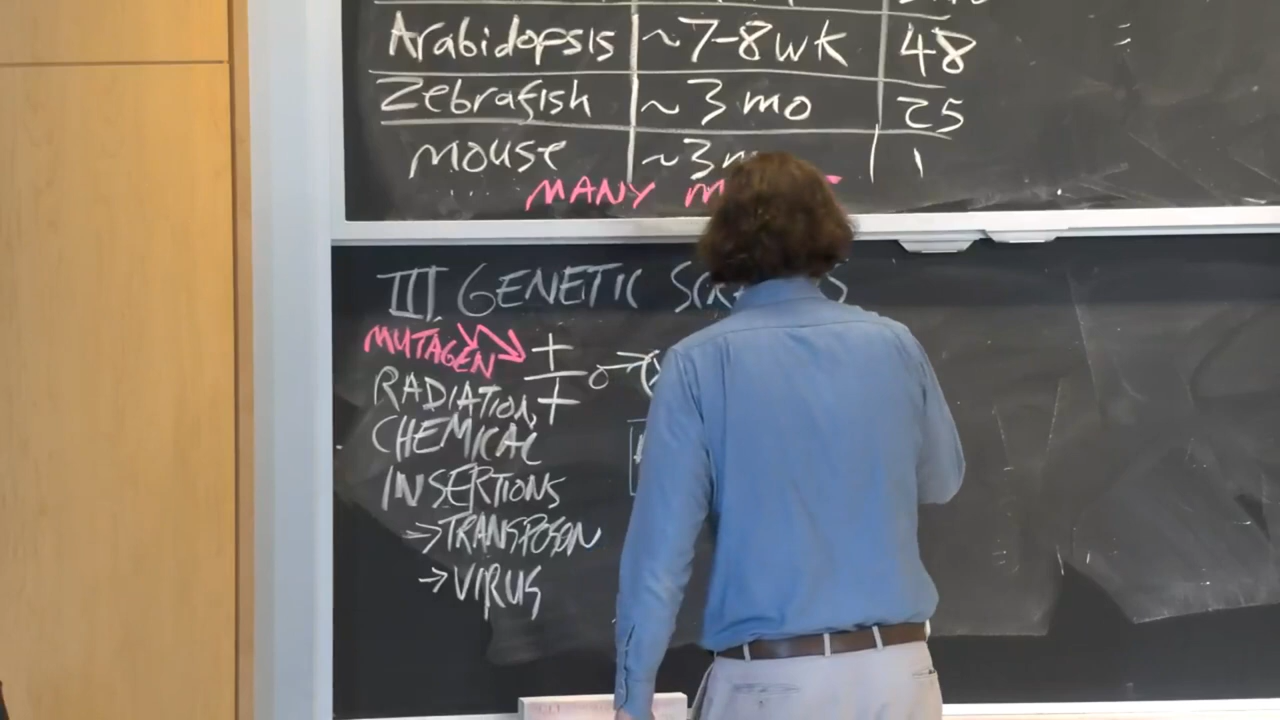 Arabidopsis ~7-8wk 48
Zebrafish ~3 mo 25
mouse ~3 1
MANY
III. GENETIC
MUTAGEN +
RADIATION, +
CHEMICAL
INSERTIONS
→TRANSPOSON
→VIRUS